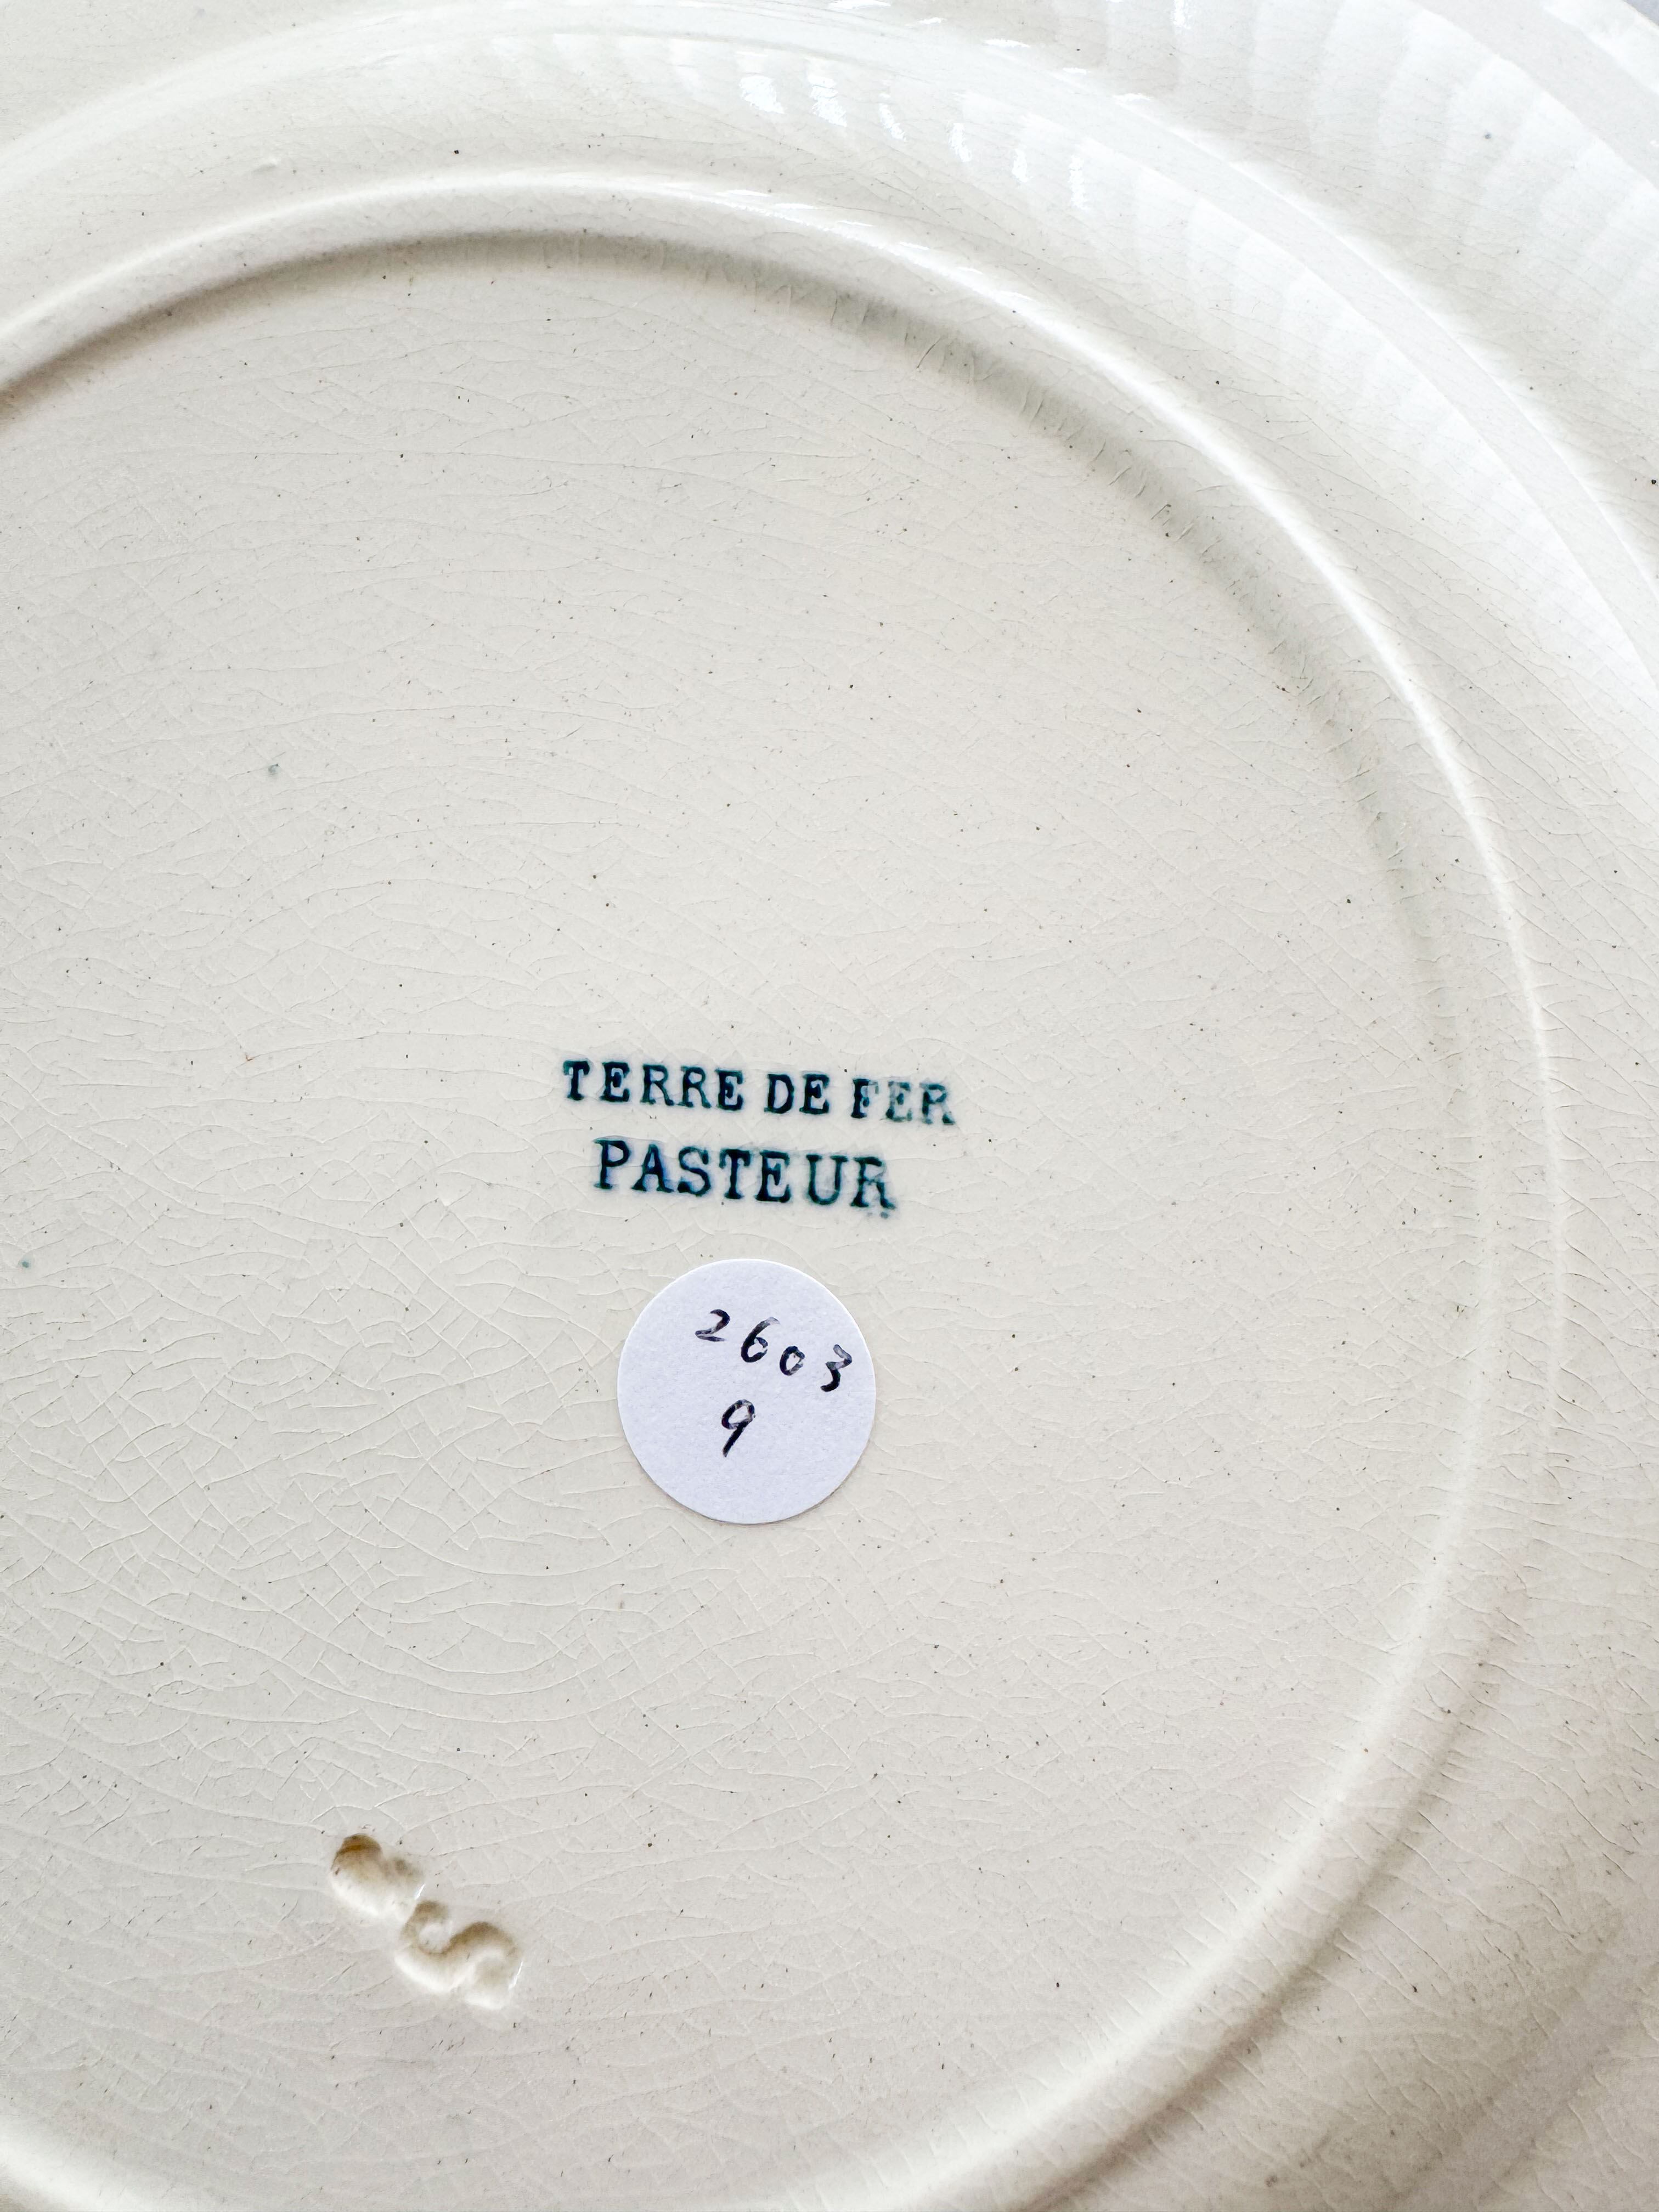 TERRE DE FER
PASTEUR
2603
9